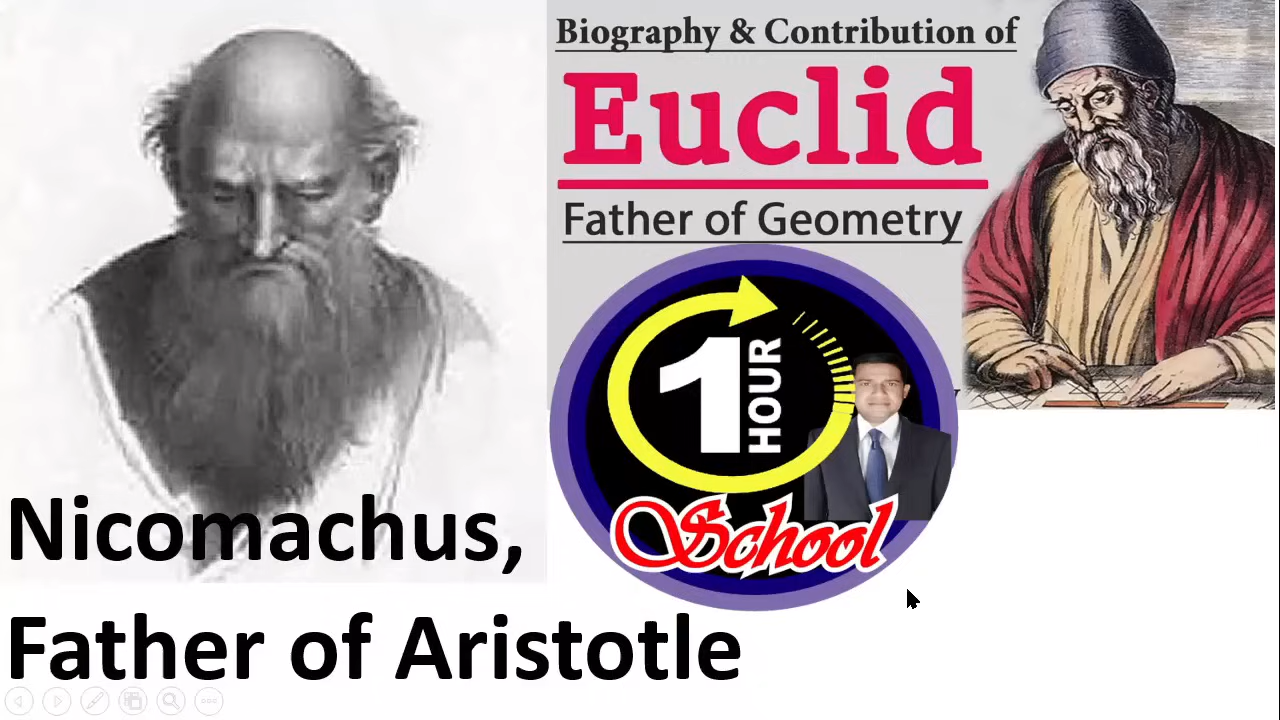 Biography & Contribution of
Euclid
Father of Geometry
1
HOUR
School
Nicomachus,
Father of Aristotle